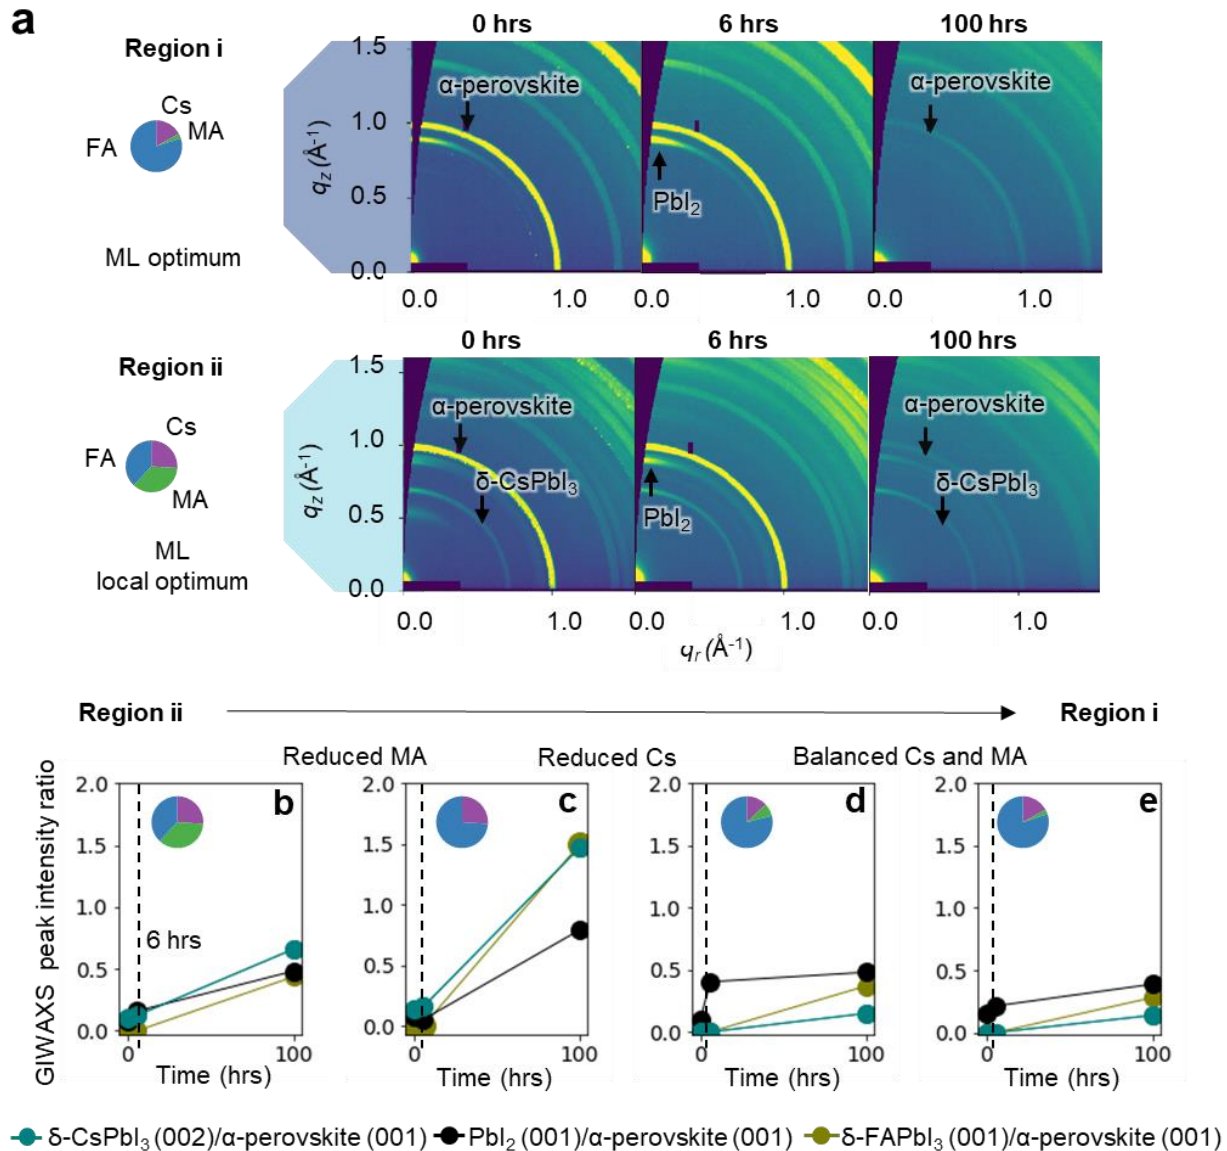 a
0 hrs
6 hrs
100 hrs
Region i
Cs
MA
FA
ML optimum
1.5
1.0
0.5
0.0
qz (Å-1)
α-perovskite
PbI2
α-perovskite
0.0 1.0
0.0 1.0
0.0 1.0
0 hrs
6 hrs
100 hrs
Region ii
Cs
FA
MA
ML
local optimum
1.5
1.0
0.5
0.0
qz (Å-1)
α-perovskite
δ-CsPbI3
PbI2
α-perovskite
δ-CsPbI3
0.0 1.0
0.0 1.0
0.0 1.0
qr (Å-1)
Region ii
Region i
Reduced MA
Reduced Cs
Balanced Cs and MA
GIWAXS peak intensity ratio
2.0
1.5
1.0
0.5
0.0
b
6 hrs
0 100
Time (hrs)
2.0
1.5
1.0
0.5
0.0
c
0 100
Time (hrs)
2.0
1.5
1.0
0.5
0.0
d
0 100
Time (hrs)
2.0
1.5
1.0
0.5
0.0
e
0 100
Time (hrs)
δ-CsPbI3 (002)/α-perovskite (001) PbI2 (001)/α-perovskite (001) δ-FAPbI3 (001)/α-perovskite (001)